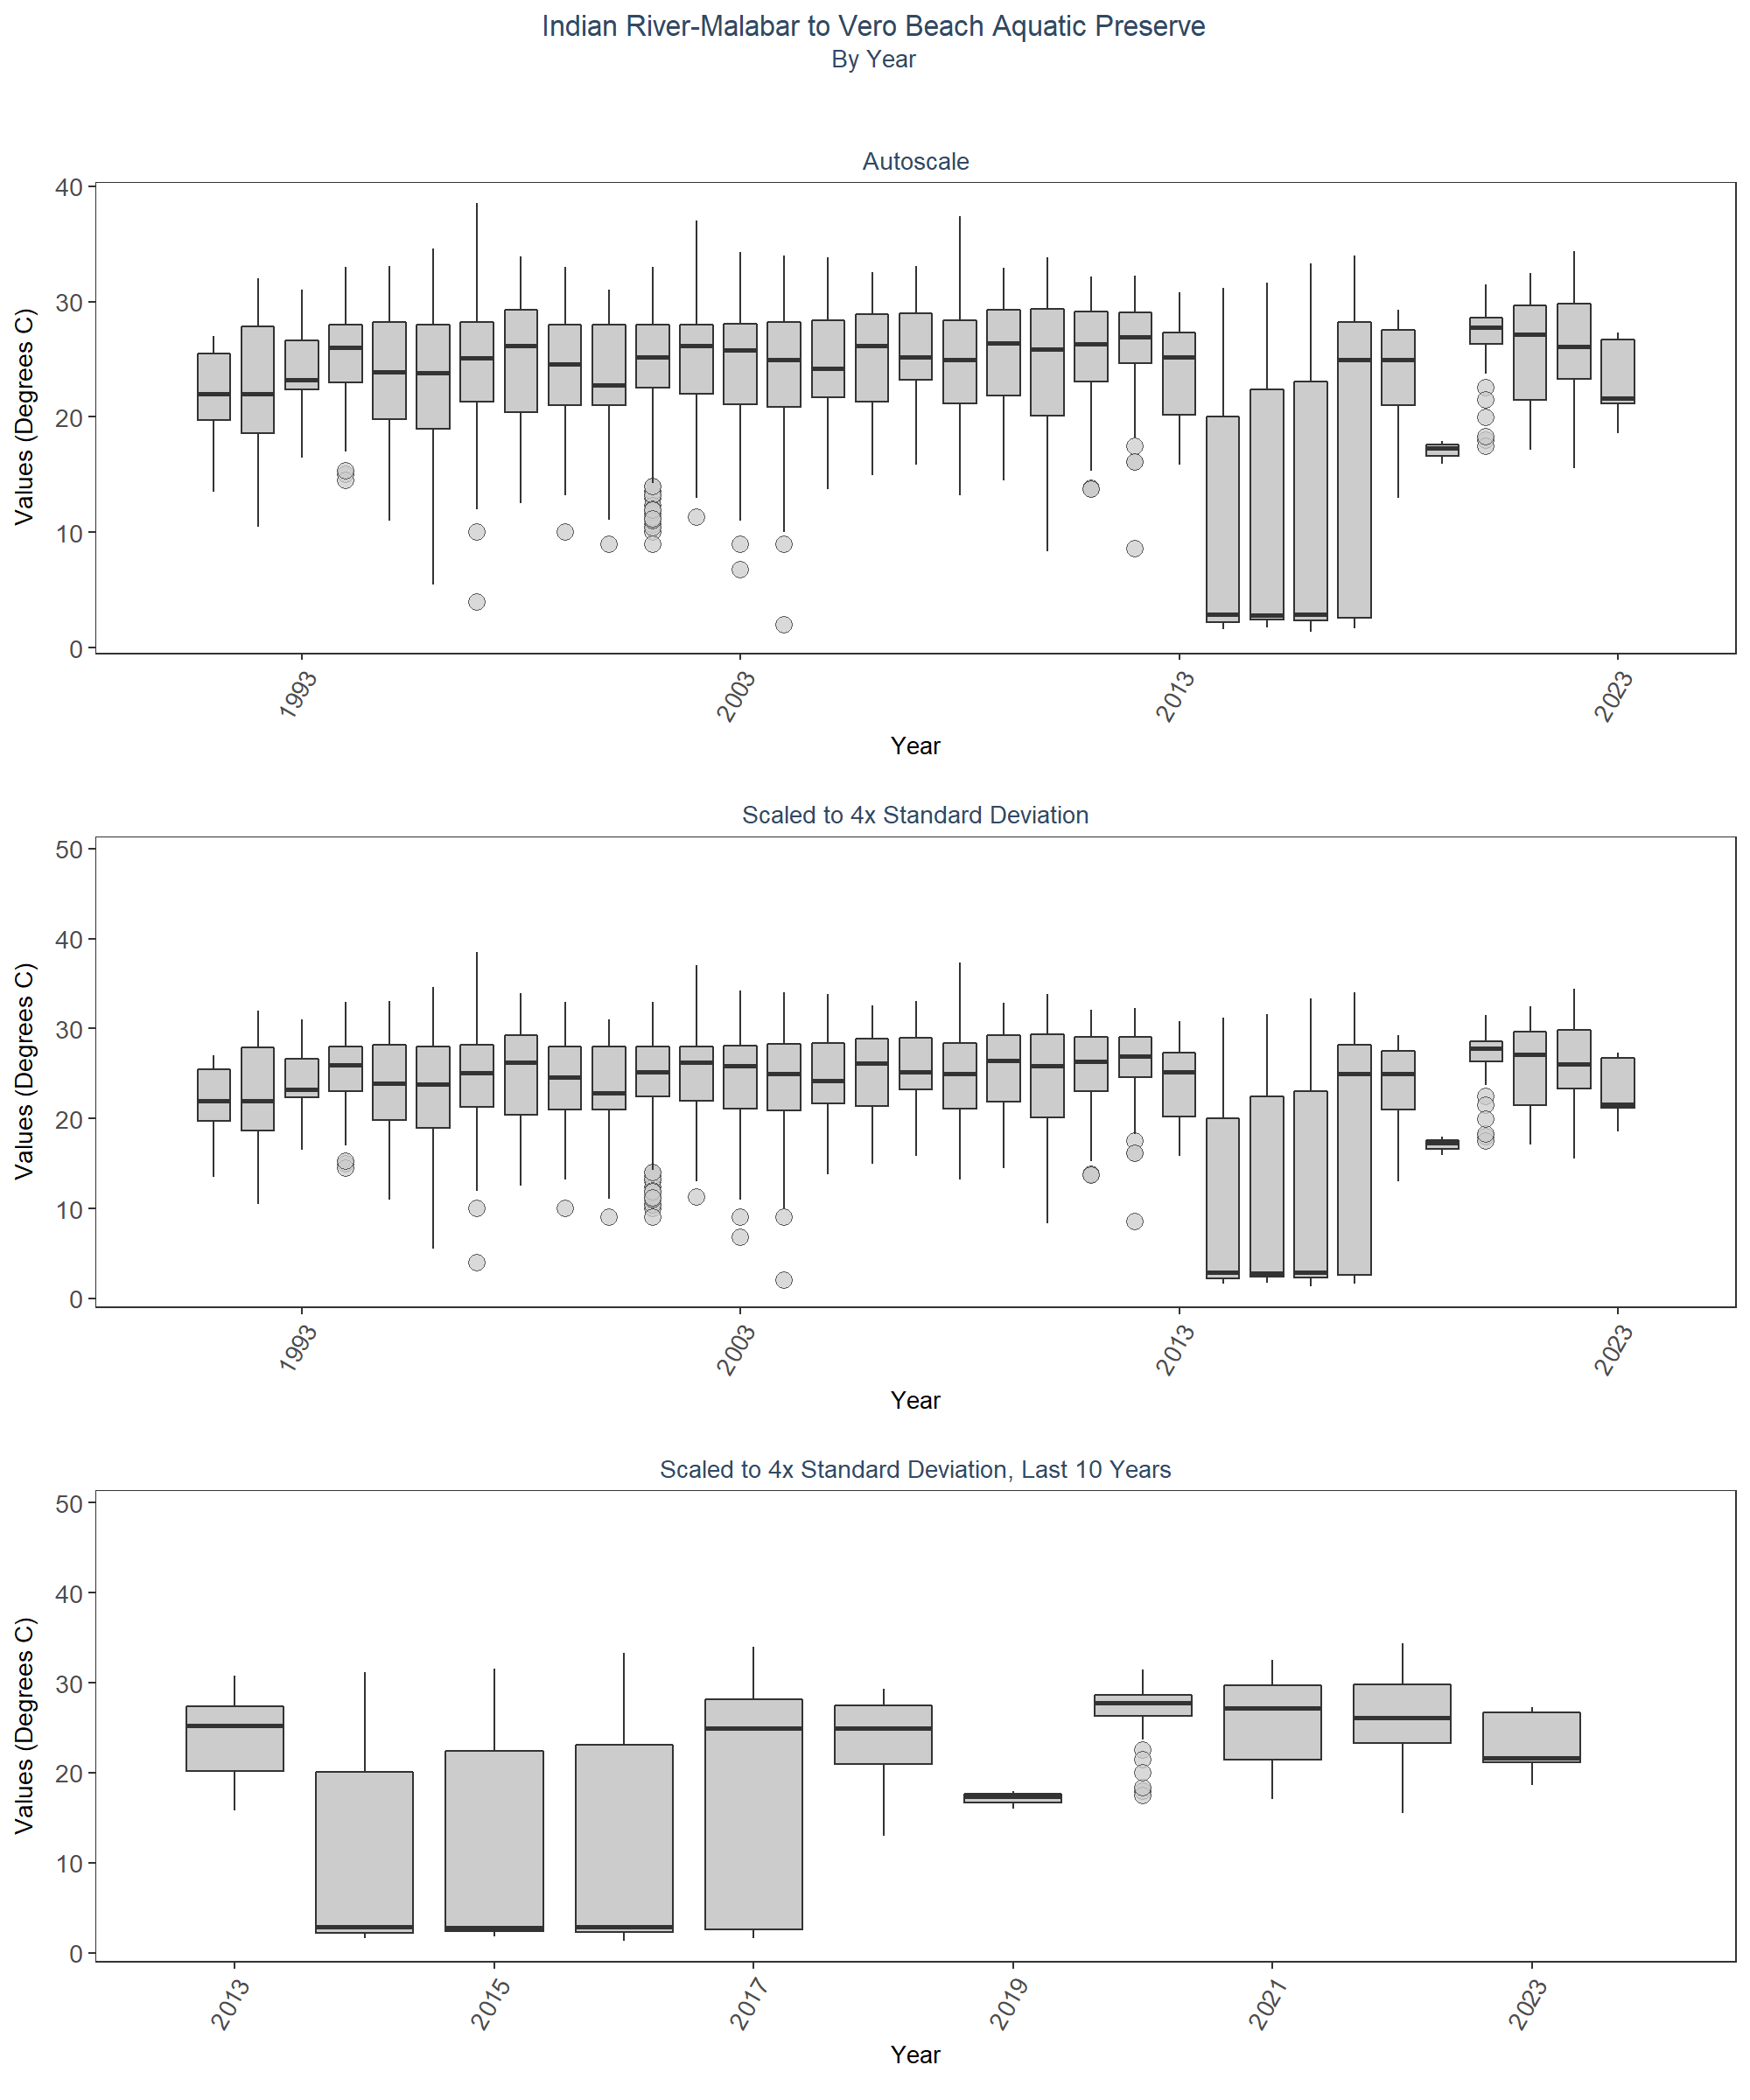 Indian River-Malabar to Vero Beach Aquatic Preserve
By Year
Autoscale
Values (Degrees C)
40
30
20
10
0
1993
2003
2013
2023
Year
Scaled to 4x Standard Deviation
Values (Degrees C)
50
40
30
20
10
0
1993
2003
2013
2023
Year
Scaled to 4x Standard Deviation, Last 10 Years
Values (Degrees C)
50
40
30
20
10
0
2013
2015
2017
2019
2021
2023
Year